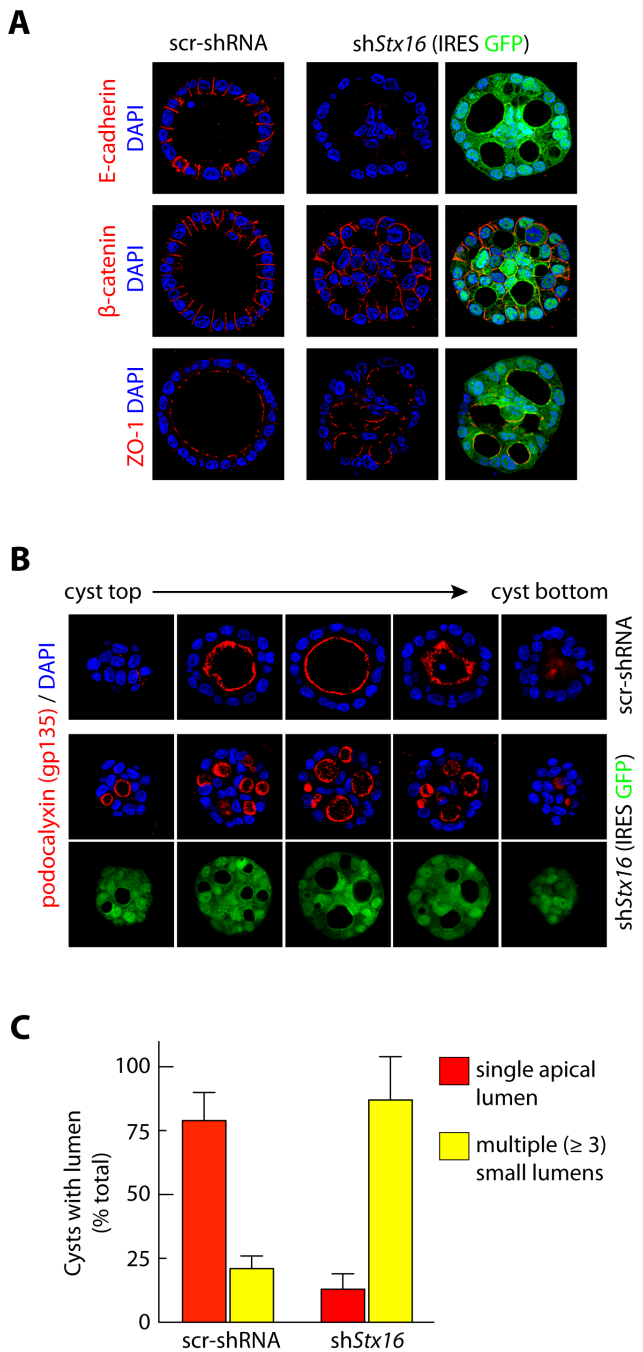 A
scr-shRNA
shStx16 (IRES GFP)
E-cadherin
DAPI
β-catenin
DAPI
ZO-1 DAPI
B
cyst top
cyst bottom
podocalyxin (gp135) / DAPI
scr-shRNA
shStx16 (IRES GFP)
C
Cysts with lumen
(% total)
100
75
50
25
0
scr-shRNA
shStx16
single apical
lumen
multiple (≥ 3)
small lumens